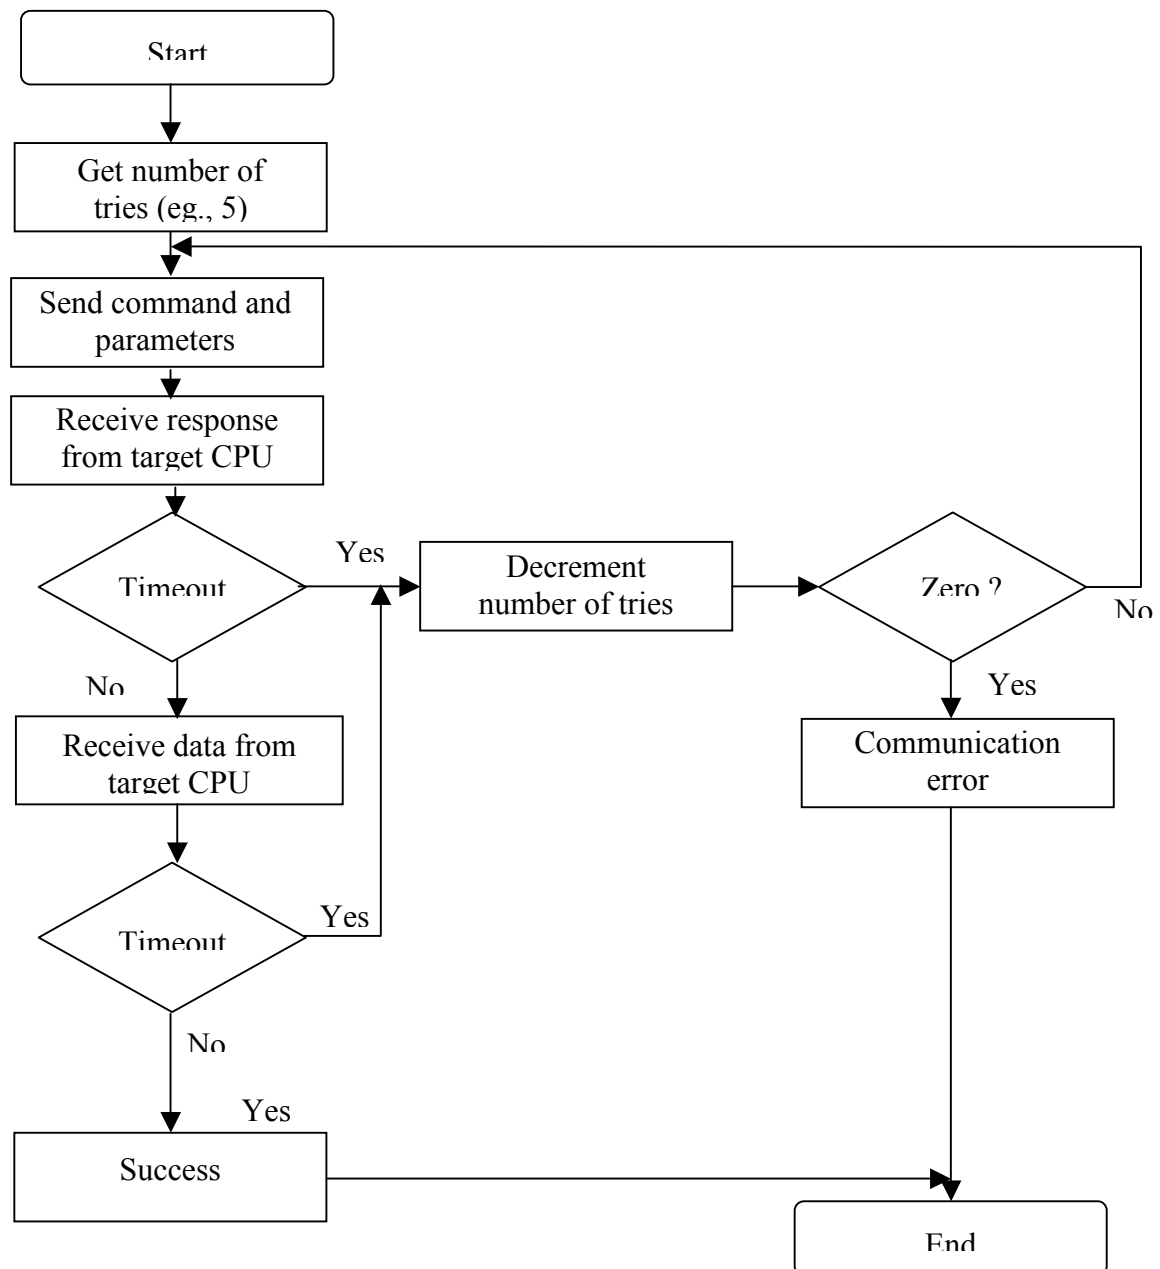 Start
Get number of
tries (eg., 5)
Send command and
parameters
Receive response
from target CPU
Timeout
Yes
Decrement
number of tries
Zero ?
No
No
Yes
Receive data from
target CPU
Communication
error
Timeout
Yes
No
Yes
Success
End